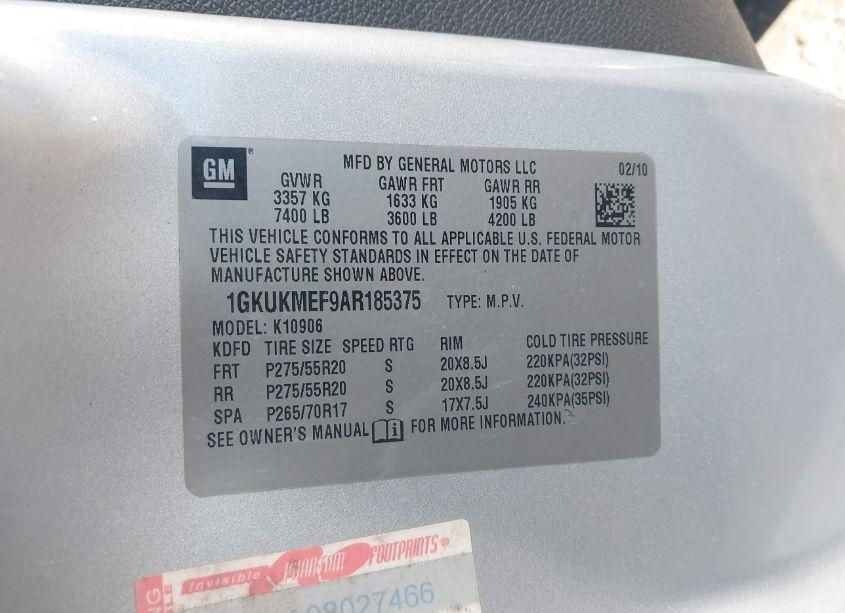 GM®
MFD BY GENERAL MOTORS LLC 02/10
GVWR GAWR FRT GAWR RR
3357 KG 1633 KG 1905 KG
7400 LB 3600 LB 4200 LB
THIS VEHICLE CONFORMS TO ALL APPLICABLE U.S. FEDERAL MOTOR
VEHICLE SAFETY STANDARDS IN EFFECT ON THE DATE OF
MANUFACTURE SHOWN ABOVE.
1GKUKMEF9AR185375 TYPE: M.P.V.
MODEL: K10906
KDFD TIRE SIZE SPEED RTG RIM COLD TIRE PRESSURE
FRT P275/55R20 S 20X8.5J 220KPA(32PSI)
RR P275/55R20 S 20X8.5J 220KPA(32PSI)
SPA P265/70R17 S 17X7.5J 240KPA(35PSI)
SEE OWNER'S MANUAL FOR MORE INFORMATION.
Invisible PHANTOM FOOTPRINTS®
08027466